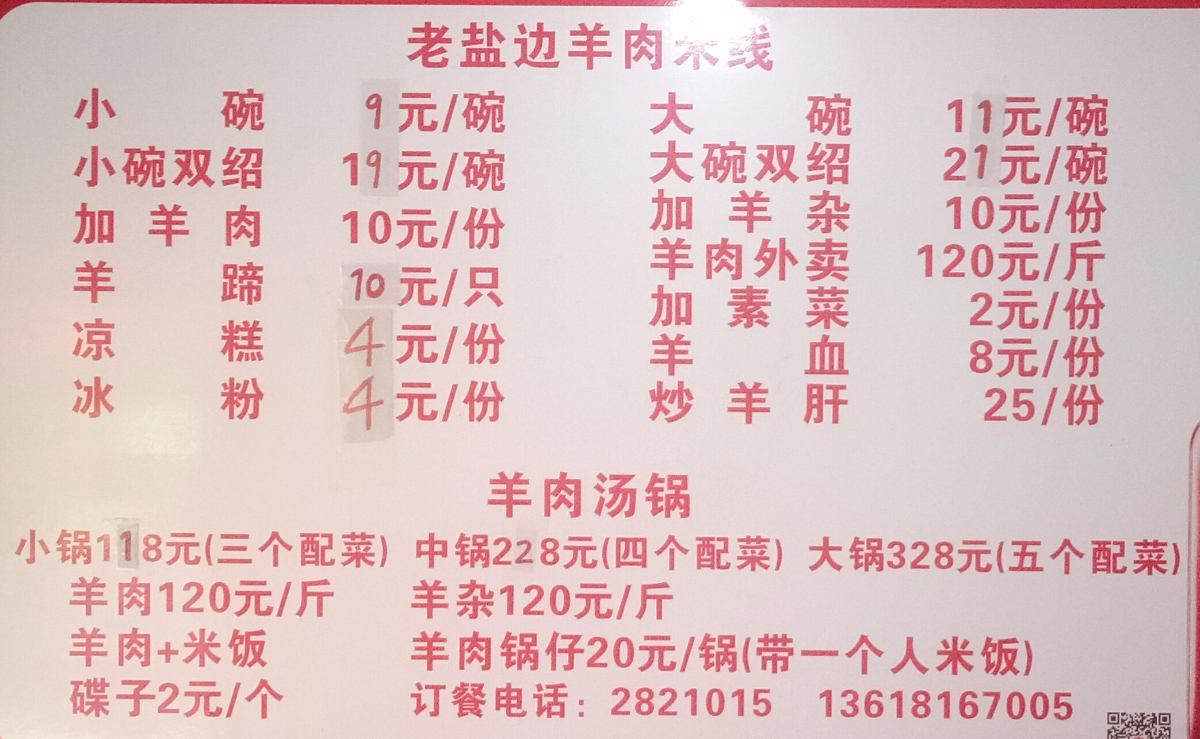 老盐边羊肉米线
小碗 9元/碗 大碗 11元/碗
小碗双绍 19元/碗 大碗双绍 21元/碗
加羊肉 10元/份 加羊杂 10元/份
羊蹄 10元/只 羊肉外卖 120元/斤
凉糕 4元/份 加素菜 2元/份
冰粉 4元/份 羊血 8元/份
炒羊肝 25/份
羊肉汤锅
小锅118元(三个配菜) 中锅228元(四个配菜) 大锅328元(五个配菜)
羊肉120元/斤 羊杂120元/斤
羊肉+米饭 羊肉锅仔20元/锅(带一个人米饭)
碟子2元/个 订餐电话：2821015 13618167005